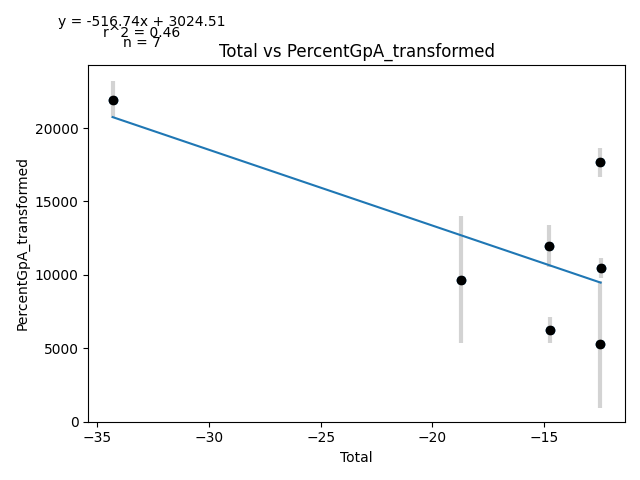 y = -516.74x + 3024.51
r^2 = 0.46
n = 7
Total vs PercentGpA_transformed
PercentGpA_transformed
20000
15000
10000
5000
0
−35 −30 −25 −20 −15
Total